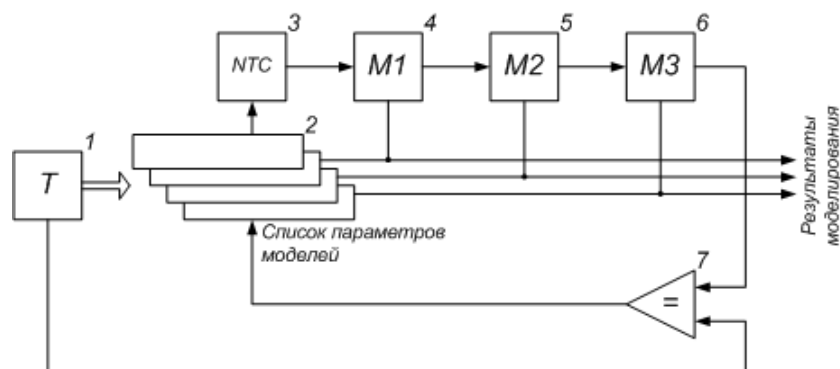 3
4
5
6
NTC
M1
M2
M3
1
2
T
Список параметров
моделей
Результаты
моделирования
7
=